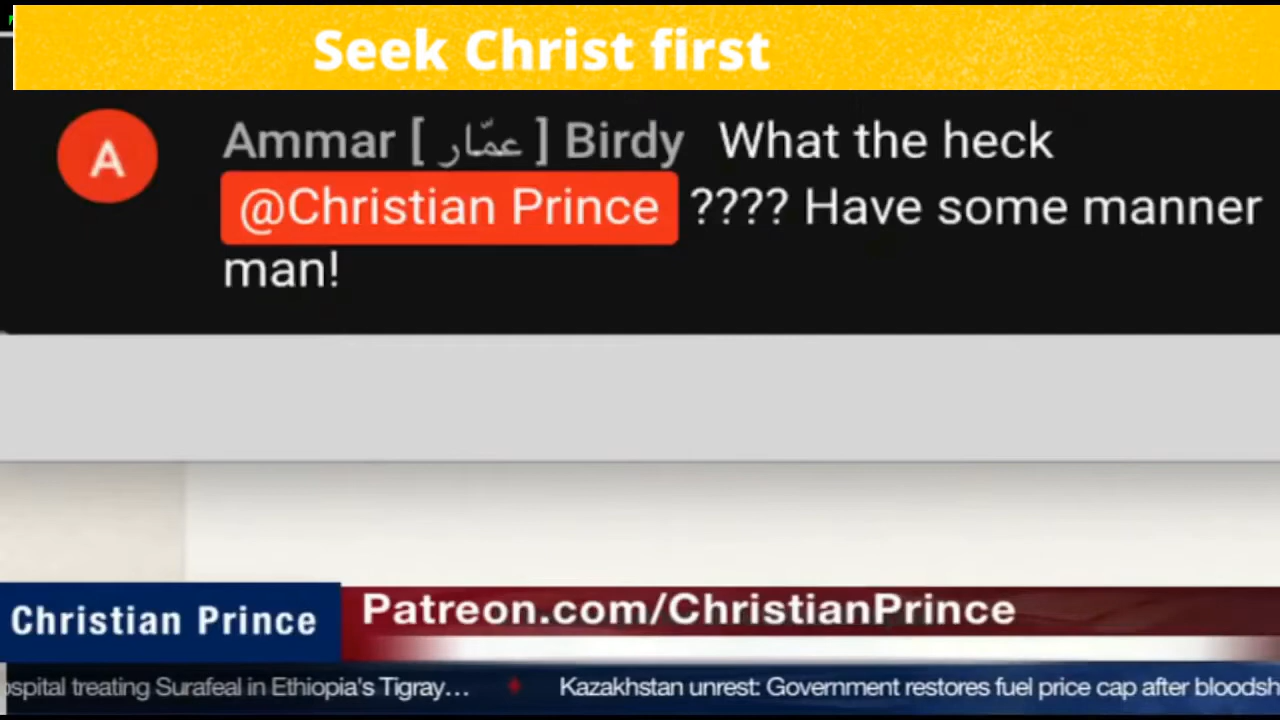 Seek Christ first
A
Ammar [ عمّار ] Birdy What the heck
@Christian Prince ???? Have some manner
man!
Patreon.com/ChristianPrince
Christian Prince
ospital treating Surafeal in Ethiopia's Tigray... Kazakhstan unrest: Government restores fuel price cap after bloodsh